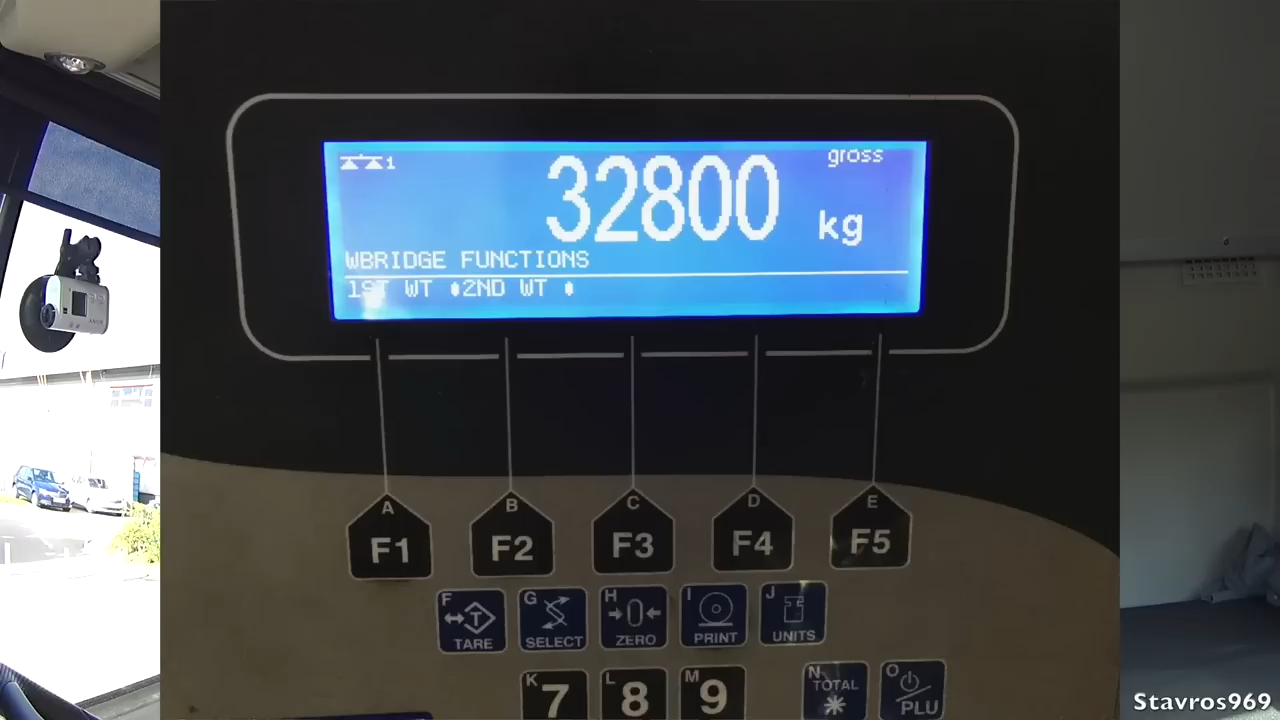 1
32800
gross
kg
WBRIDGE FUNCTIONS
1ST WT 2ND WT
A
F1
B
F2
C
F3
D
F4
E
F5
F
T
TARE
G
SELECT
H
0
ZERO
I
PRINT
J
UNITS
K
7
L
8
M
9
N
TOTAL
*
O
PLU
Stavros969